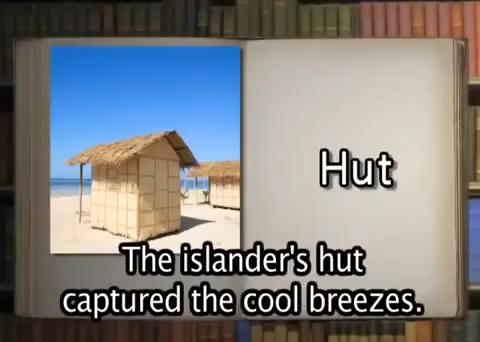 Hut
The islander's hut
captured the cool breezes.